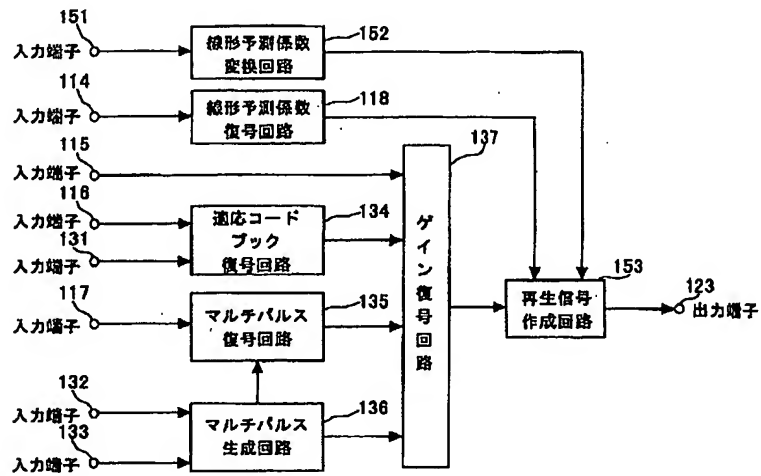 151
入力端子
線形予測係数
変換回路
152
114
入力端子
線形予測係数
復号回路
118
115
入力端子
137
ゲイン復号回路
116
入力端子
131
入力端子
適応コード
ブック
復号回路
134
117
入力端子
マルチパルス
復号回路
135
132
入力端子
133
入力端子
マルチパルス
生成回路
136
再生信号
作成回路
153
123
出力端子